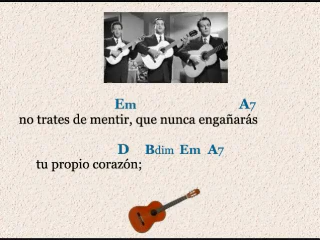 Em A7
no trates de mentir, que nunca engañarás
D Bdim Em A7
tu propio corazón;